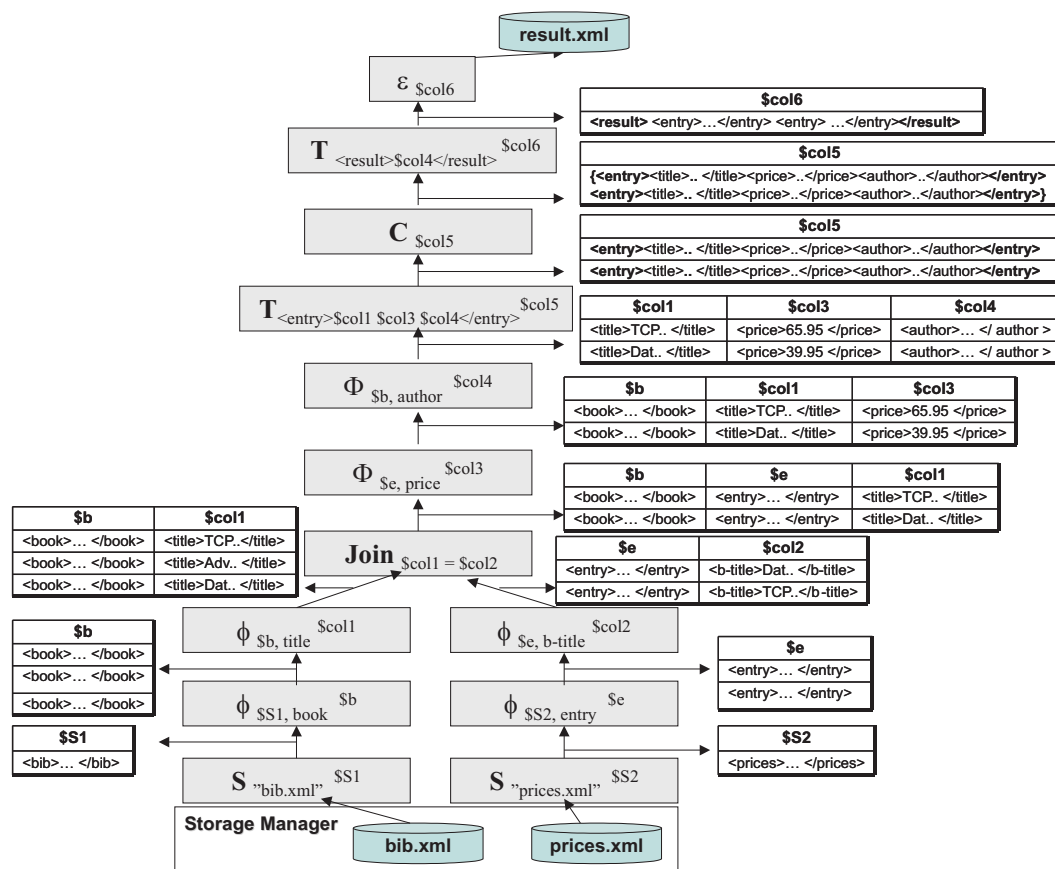 result.xml
ε $col6
$col6
<result> <entry>…</entry> <entry> …</entry></result>
T <result>$col4</result> $col6
$col5
{<entry><title>.. </title><price>..</price><author>..</author></entry>
<entry><title>.. </title><price>..</price><author>..</author></entry>}
C $col5
$col5
<entry><title>.. </title><price>..</price><author>..</author></entry>
<entry><title>.. </title><price>..</price><author>..</author></entry>
T <entry>$col1 $col3 $col4</entry> $col5
$col1 $col3 $col4
<title>TCP.. </title> <price>65.95 </price> <author>… </ author >
<title>Dat.. </title> <price>39.95 </price> <author>… </ author >
Φ $b, author $col4
$b $col1 $col3
<book>… </book> <title>TCP.. </title> <price>65.95 </price>
<book>… </book> <title>Dat.. </title> <price>39.95 </price>
Φ $e, price $col3
$b $e $col1
<book>… </book> <entry>… </entry> <title>TCP.. </title>
<book>… </book> <entry>… </entry> <title>Dat.. </title>
$b $col1
<book>… </book> <title>TCP..</title>
<book>… </book> <title>Adv.. </title>
<book>… </book> <title>Dat.. </title>
Join $col1 = $col2
$e $col2
<entry>… </entry> <b-title>Dat.. </b-title>
<entry>… </entry> <b-title>TCP..</b-title>
ϕ $b, title $col1
ϕ $e, b-title $col2
$b
<book>… </book>
<book>… </book>
<book>… </book>
$e
<entry>… </entry>
<entry>… </entry>
ϕ $S1, book $b
ϕ $S2, entry $e
$S1
<bib>… </bib>
$S2
<prices>… </prices>
S ”bib.xml” $S1
S ”prices.xml” $S2
Storage Manager
bib.xml
prices.xml